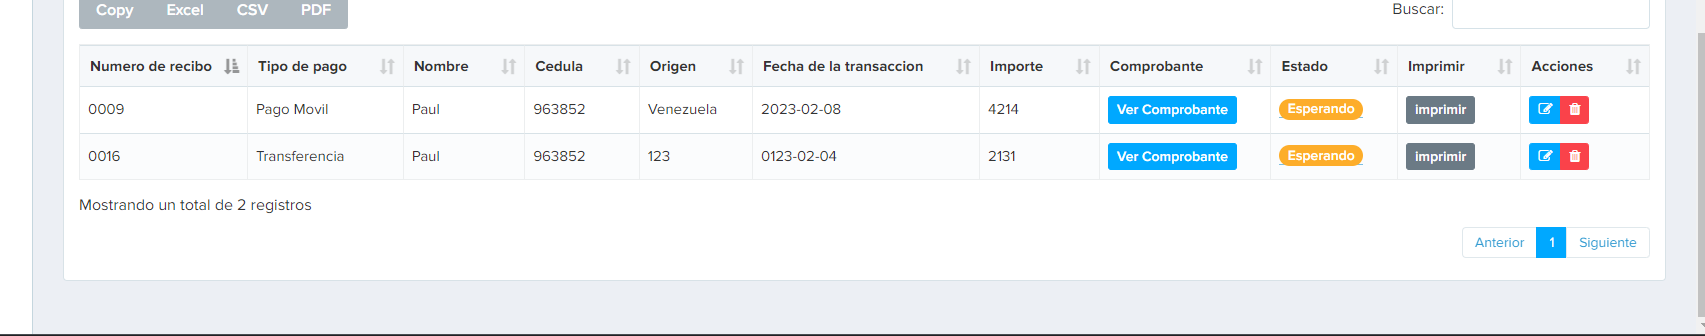 Copy Excel CSV PDF Buscar:
Numero de recibo Tipo de pago Nombre Cedula Origen Fecha de la transaccion Importe Comprobante Estado Imprimir Acciones
0009 Pago Movil Paul 963852 Venezuela 2023-02-08 4214 Ver Comprobante Esperando imprimir
0016 Transferencia Paul 963852 123 0123-02-04 2131 Ver Comprobante Esperando imprimir
Mostrando un total de 2 registros
Anterior 1 Siguiente